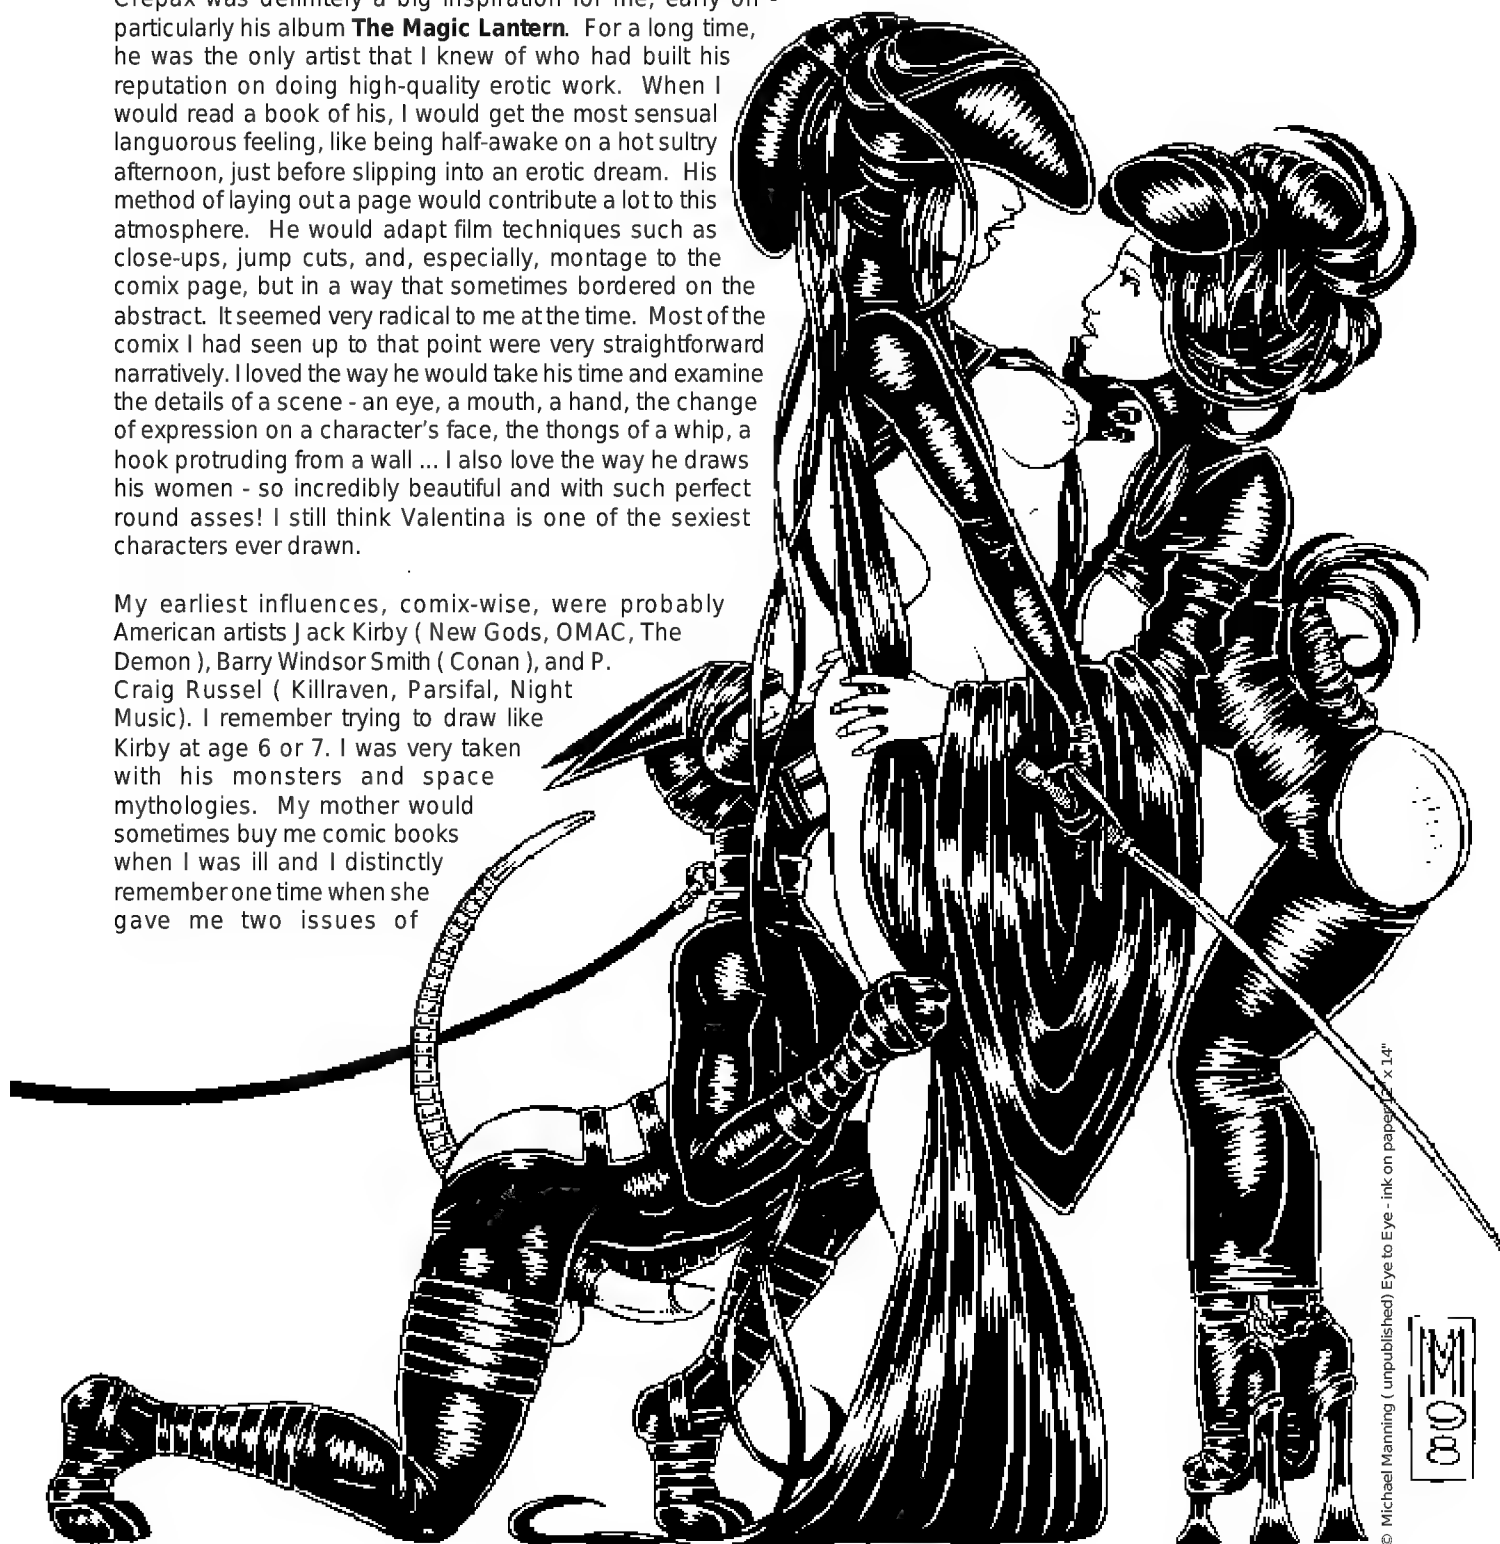 Crepax was definitely a big inspiration for me, early on -
particularly his album The Magic Lantern. For a long time,
he was the only artist that I knew of who had built his
reputation on doing high-quality erotic work. When I
would read a book of his, I would get the most sensual
languorous feeling, like being half-awake on a hot sultry
afternoon, just before slipping into an erotic dream. His
method of laying out a page would contribute a lot to this
atmosphere. He would adapt film techniques such as
close-ups, jump cuts, and, especially, montage to the
comix page, but in a way that sometimes bordered on the
abstract. It seemed very radical to me at the time. Most of the
comix I had seen up to that point were very straightforward
narratively. I loved the way he would take his time and examine
the details of a scene - an eye, a mouth, a hand, the change
of expression on a character's face, the thongs of a whip, a
hook protruding from a wall ... I also love the way he draws
his women - so incredibly beautiful and with such perfect
round asses! I still think Valentina is one of the sexiest
characters ever drawn.
My earliest influences, comix-wise, were probably
American artists Jack Kirby ( New Gods, OMAC, The
Demon ), Barry Windsor Smith ( Conan ), and P.
Craig Russel ( Killraven, Parsifal, Night
Music). I remember trying to draw like
Kirby at age 6 or 7. I was very taken
with his monsters and space
mythologies. My mother would
sometimes buy me comic books
when I was ill and I distinctly
remember one time when she
gave me two issues of
© Michael Manning ( unpublished) Eye to Eye - ink on paper x 14"